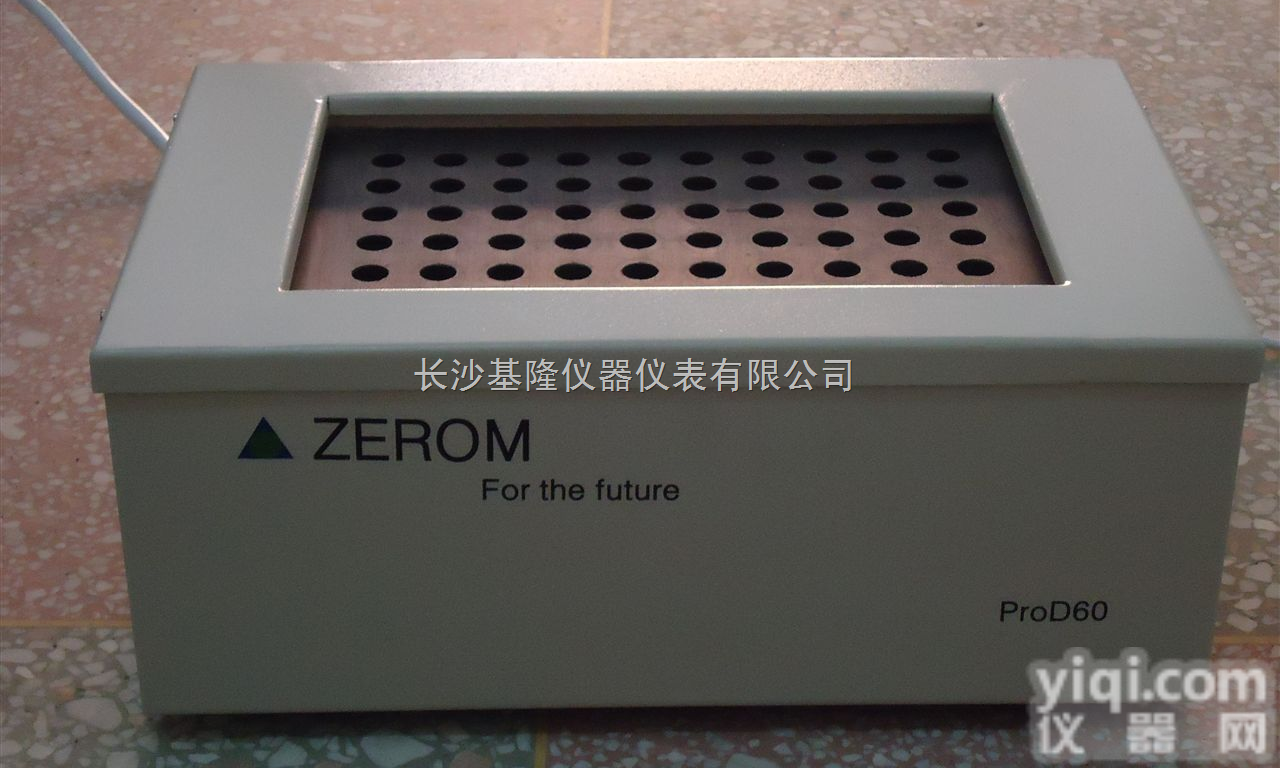 长沙基隆仪器仪表有限公司
ZEROM
For the future
ProD60
yiqi.com
仪器网